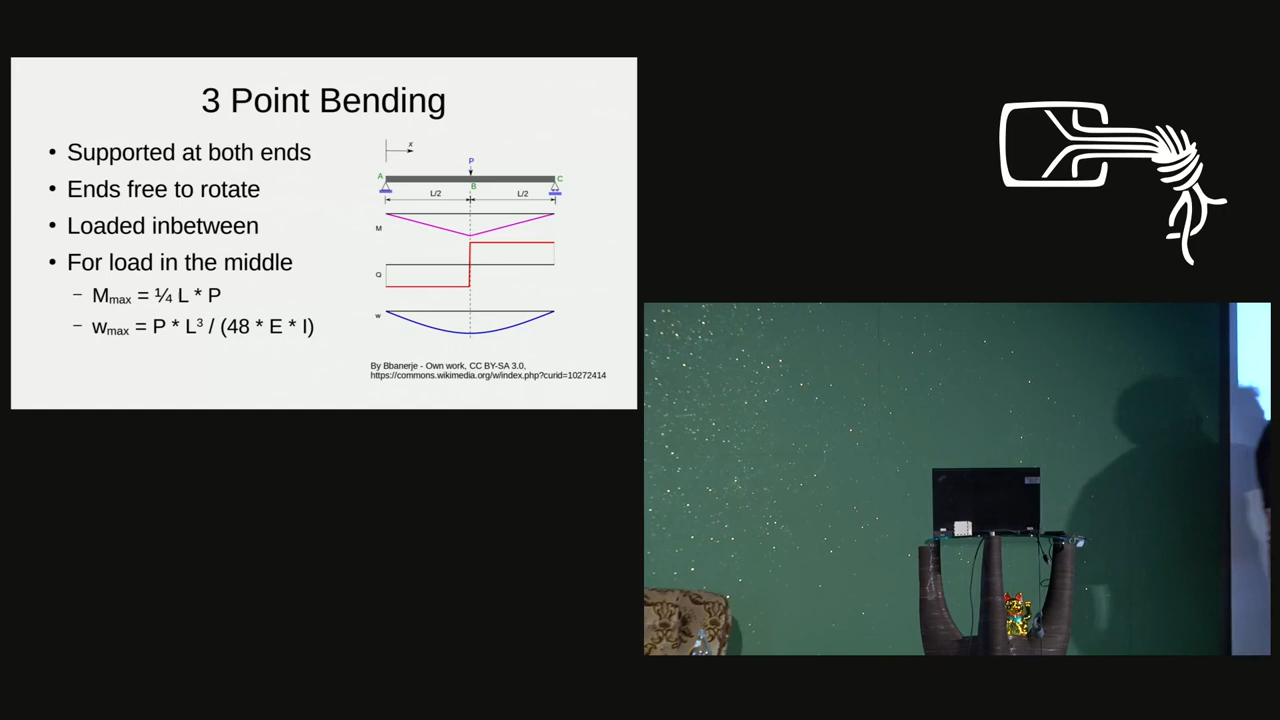 3 Point Bending
• Supported at both ends
• Ends free to rotate
• Loaded inbetween
• For load in the middle
– Mmax = ¼ L * P
– wmax = P * L³ / (48 * E * I)
x
P
A
C
B
L/2 L/2
M
Q
w
By Bbanerje - Own work, CC BY-SA 3.0,
https://commons.wikimedia.org/w/index.php?curid=10272414